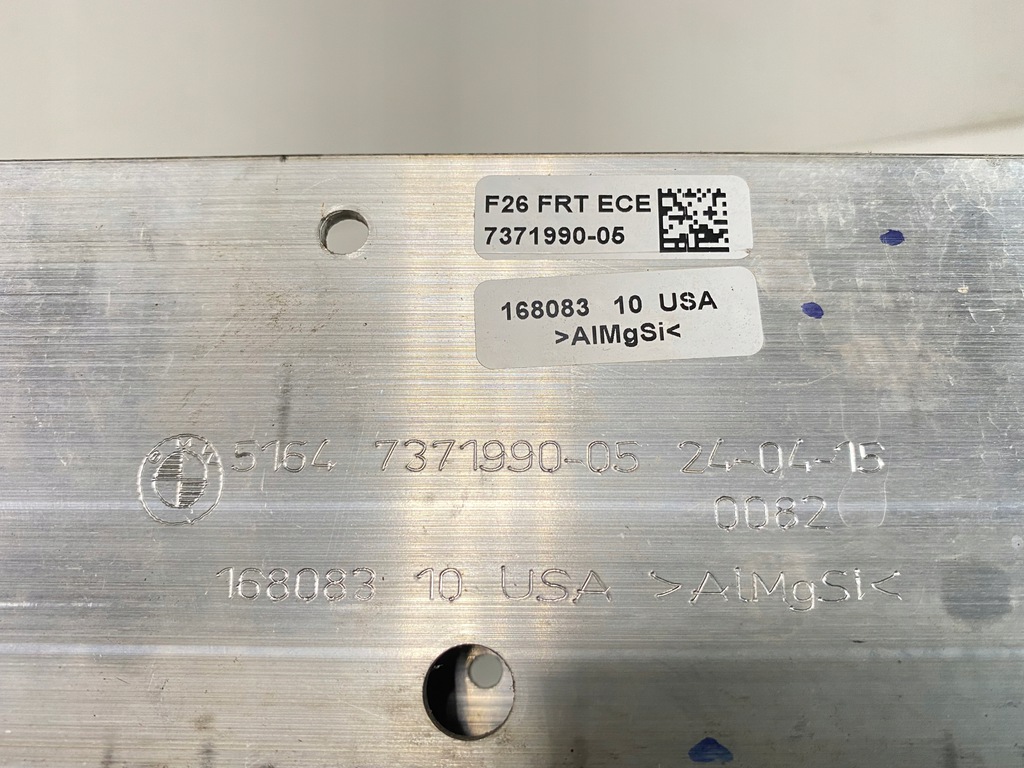 F26 FRT ECE
7371990-05
168083 10 USA
>AlMgSi<
5164 7371990-05 24-04-15
0082
168083 10 USA >AlMgSi<